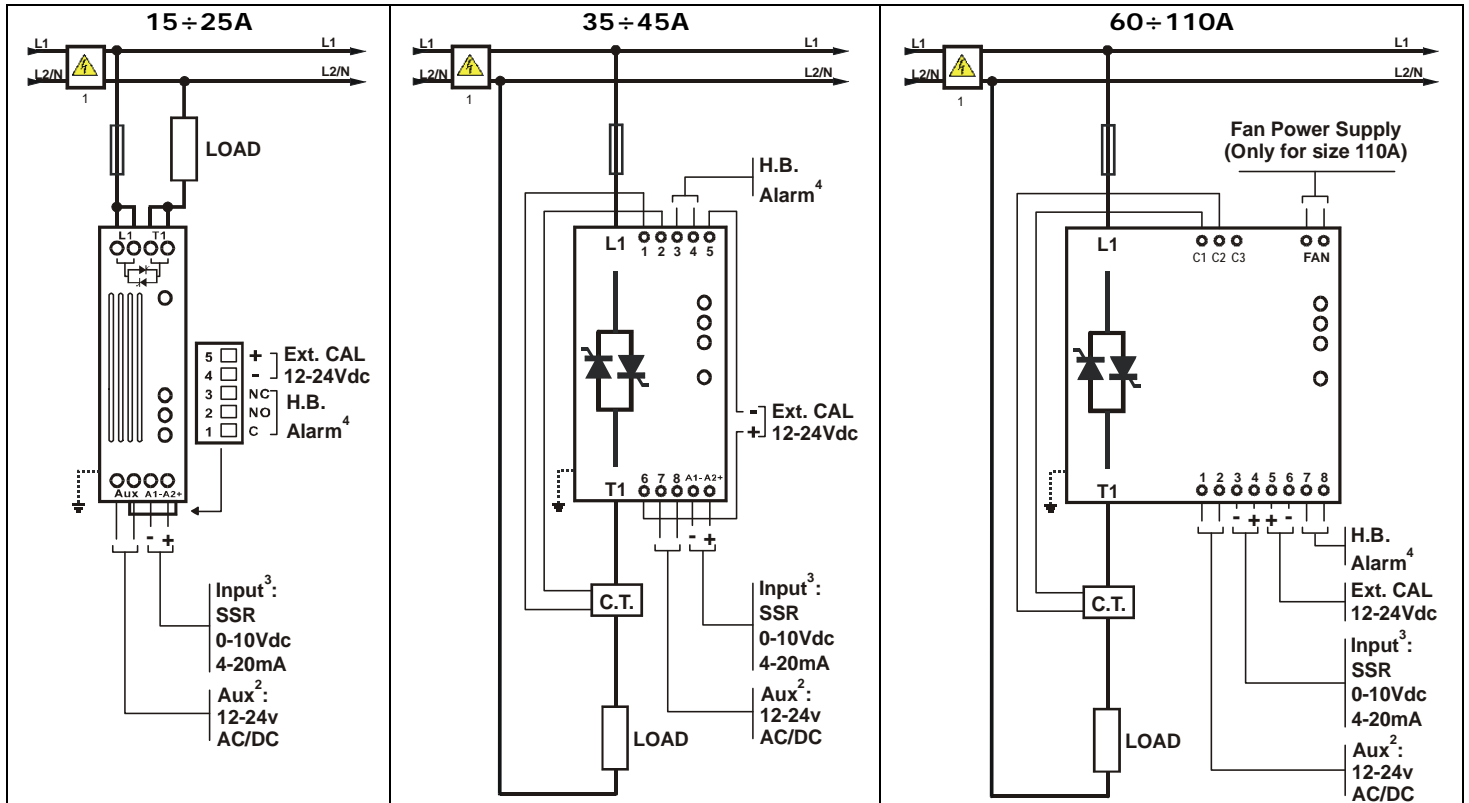 15÷25A
L1
L1
L2/N
L2/N
1
LOAD
L1 T1
5 + Ext. CAL
4 - 12-24Vdc
3 NC H.B.
2 NO Alarm4
1 C
Aux A1- A2+
- +
Input3:
SSR
0-10Vdc
4-20mA
Aux2:
12-24v
AC/DC
35÷45A
L1
L1
L2/N
L2/N
1
H.B.
Alarm4
L1
1 2 3 4 5
- Ext. CAL
+ 12-24Vdc
T1
6 7 8 A1- A2+
- +
C.T.
Input3:
SSR
0-10Vdc
4-20mA
Aux2:
12-24v
AC/DC
LOAD
60÷110A
L1
L1
L2/N
L2/N
1
Fan Power Supply
(Only for size 110A)
L1
C1 C2 C3
FAN
T1
1 2 3 4 5 6 7 8
- + + -
H.B.
Alarm4
Ext. CAL
12-24Vdc
C.T.
Input3:
SSR
0-10Vdc
4-20mA
LOAD
Aux2:
12-24v
AC/DC